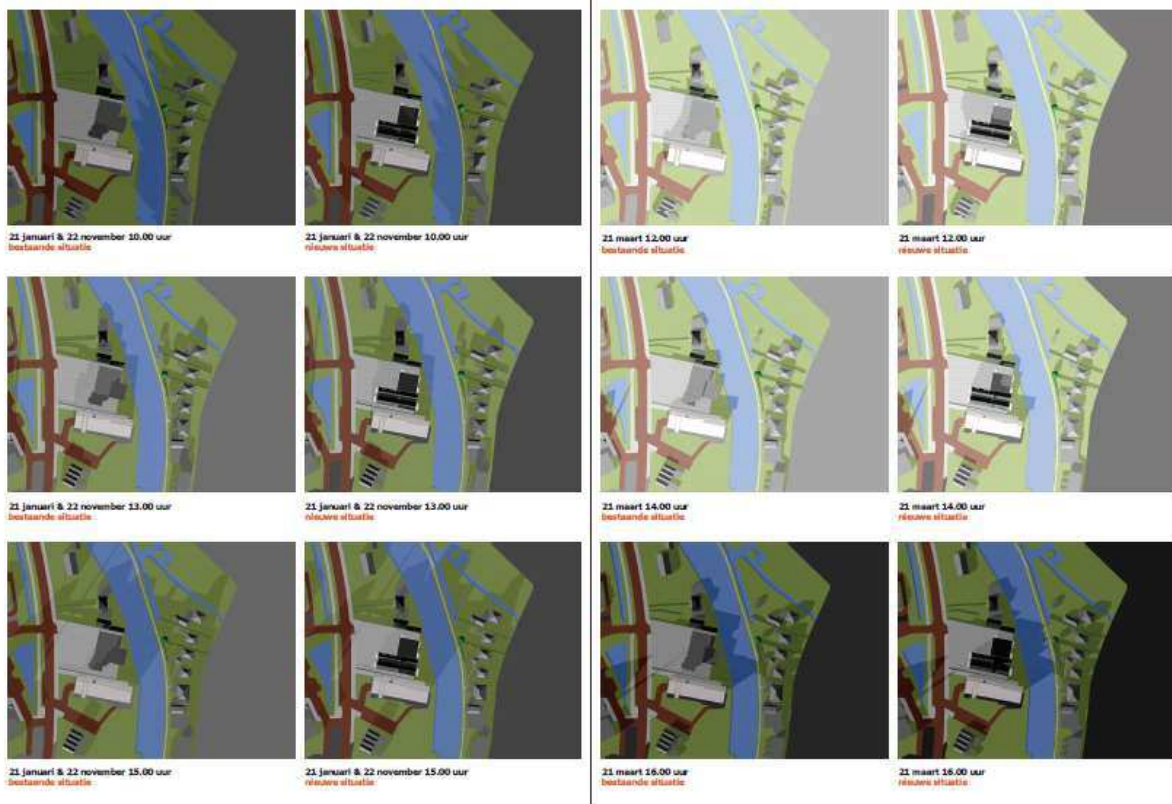 21 januari & 22 november 10.00 uur
bestaande situatie
21 januari & 22 november 10.00 uur
nieuwe situatie
21 januari & 22 november 13.00 uur
bestaande situatie
21 januari & 22 november 13.00 uur
nieuwe situatie
21 januari & 22 november 15.00 uur
bestaande situatie
21 januari & 22 november 15.00 uur
nieuwe situatie
21 maart 12.00 uur
bestaande situatie
21 maart 12.00 uur
nieuwe situatie
21 maart 14.00 uur
bestaande situatie
21 maart 14.00 uur
nieuwe situatie
21 maart 16.00 uur
bestaande situatie
21 maart 16.00 uur
nieuwe situatie